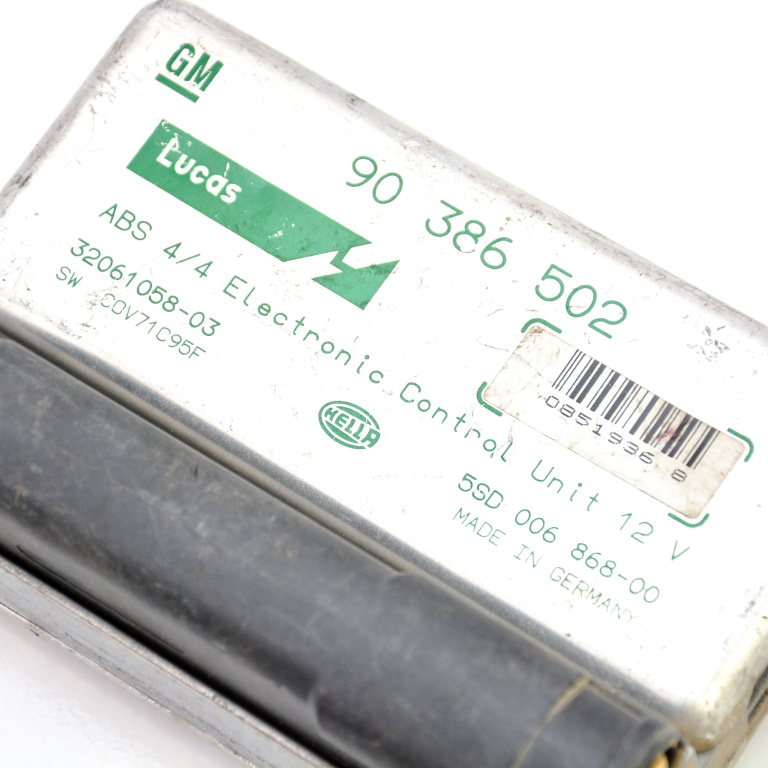 GM
Lucas
90 386 502
ABS 4/4 Electronic Control Unit 12 V
32061058-03
SW CDV71C95F
0851936 8
HELLA
5SD 006 868-00
MADE IN GERMANY